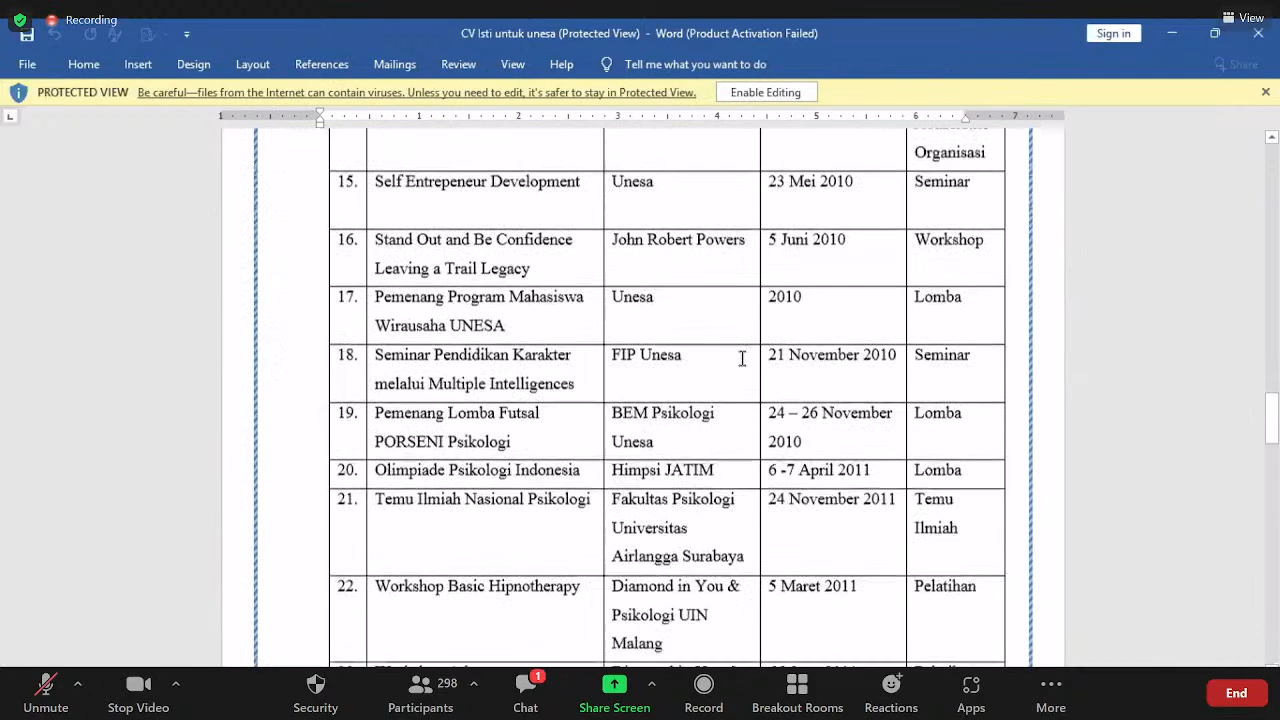 Recording
View
CV Isti untuk unesa (Protected View) - Word (Product Activation Failed)
Sign in
File Home Insert Design Layout References Mailings Review View Help Tell me what you want to do Share
PROTECTED VIEW Be careful—files from the Internet can contain viruses. Unless you need to edit, it's safer to stay in Protected View. Enable Editing
1 1 2 3 4 5 6 7
Organisasi
15. Self Entrepeneur Development Unesa 23 Mei 2010 Seminar
16. Stand Out and Be Confidence John Robert Powers 5 Juni 2010 Workshop
Leaving a Trail Legacy
17. Pemenang Program Mahasiswa Unesa 2010 Lomba
Wirausaha UNESA
18. Seminar Pendidikan Karakter FIP Unesa 21 November 2010 Seminar
melalui Multiple Intelligences
19. Pemenang Lomba Futsal BEM Psikologi 24 – 26 November Lomba
PORSENI Psikologi Unesa 2010
20. Olimpiade Psikologi Indonesia Himpsi JATIM 6 -7 April 2011 Lomba
21. Temu Ilmiah Nasional Psikologi Fakultas Psikologi 24 November 2011 Temu
Universitas Ilmiah
Airlangga Surabaya
22. Workshop Basic Hipnotherapy Diamond in You & 5 Maret 2011 Pelatihan
Psikologi UIN
Malang
298 1
Unmute Stop Video Security Participants Chat Share Screen Record Breakout Rooms Reactions Apps More End